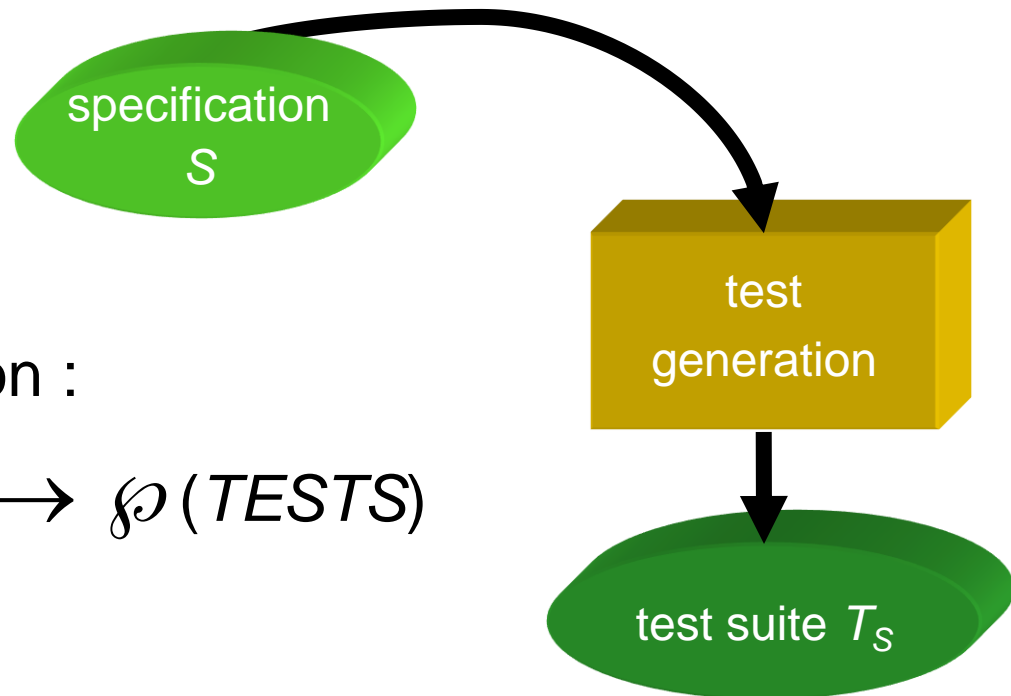 specification
S
test
generation
on :
→ ℘ (TESTS)
test suite T_S